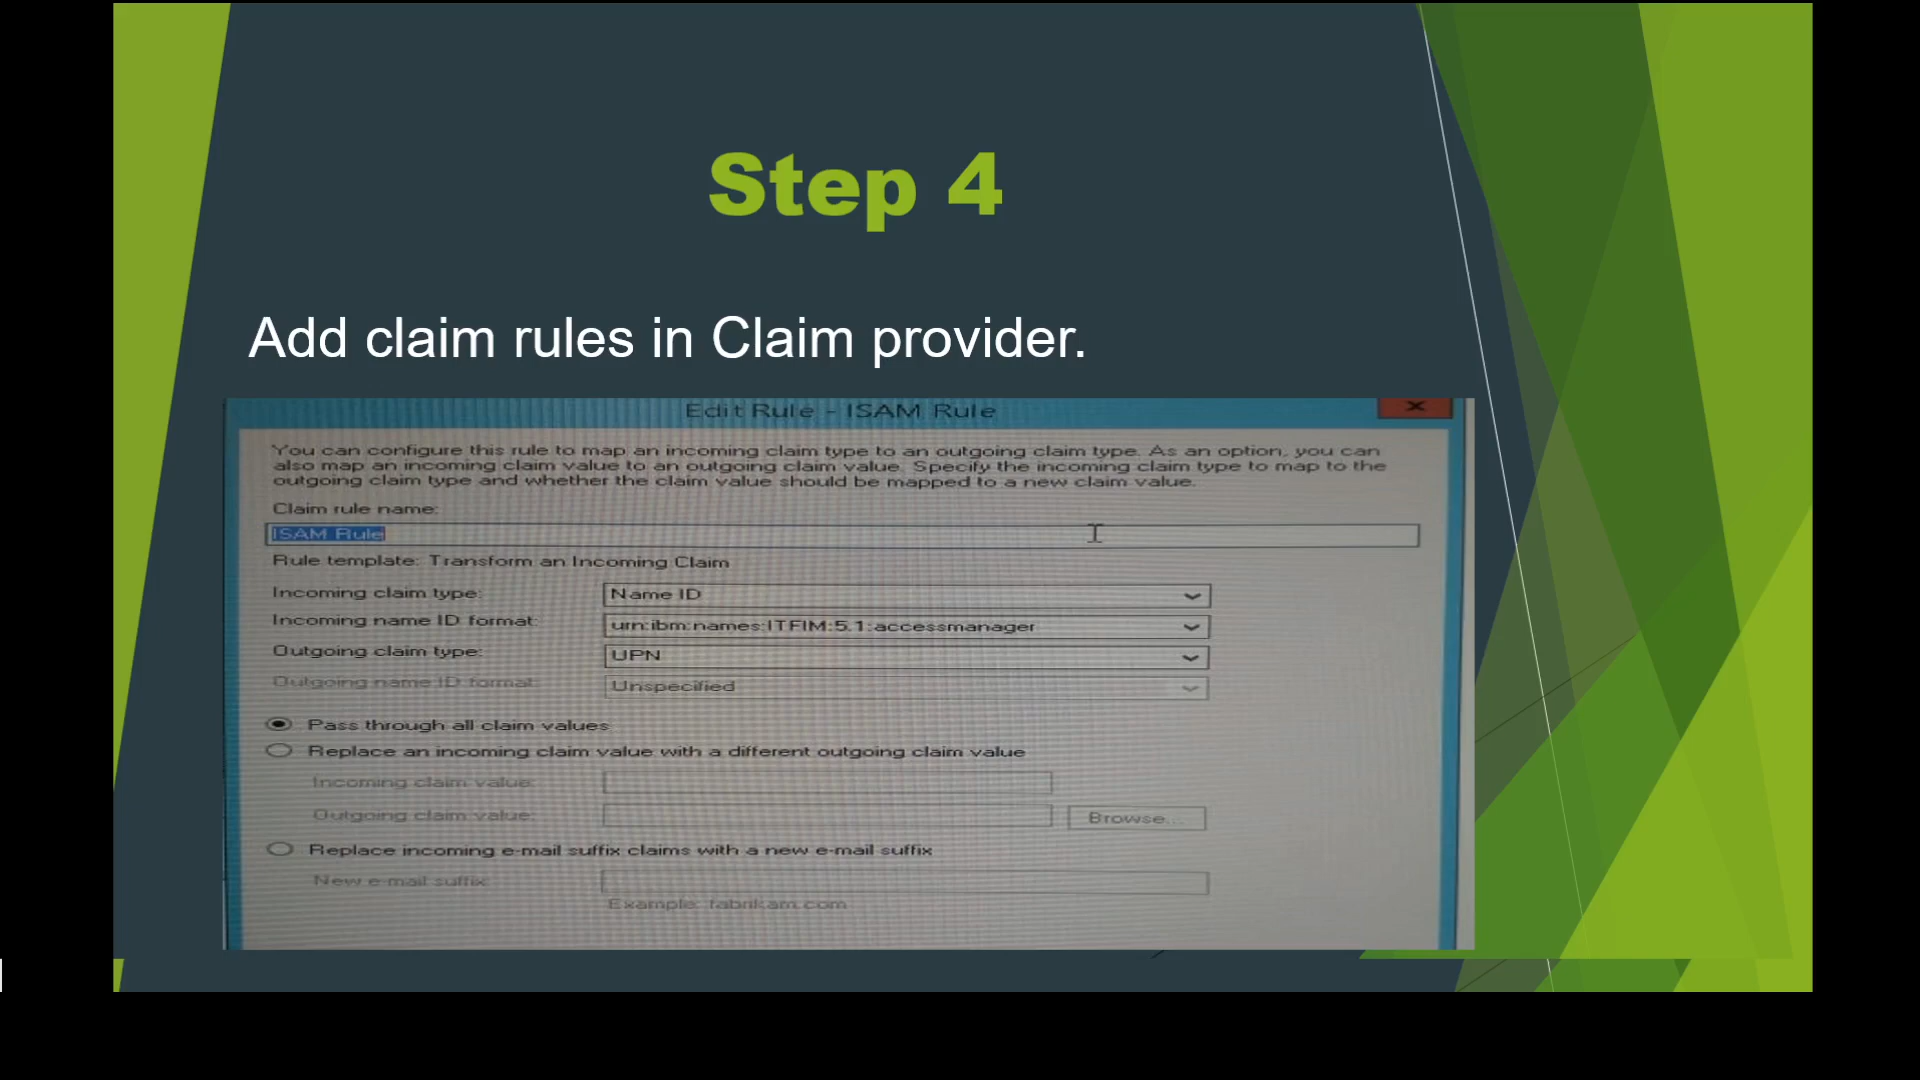 Step 4
Add claim rules in Claim provider.
Edit Rule - ISAM Rule
You can configure this rule to map an incoming claim type to an outgoing claim type. As an option, you can
also map an incoming claim value to an outgoing claim value. Specify the incoming claim type to map to the
outgoing claim type and whether the claim value should be mapped to a new claim value.
Claim rule name:
ISAM Rule
Rule template: Transform an Incoming Claim
Incoming claim type: Name ID
Incoming name ID format: urn:ibm:names:ITFIM:5.1:accessmanager
Outgoing claim type: UPN
Outgoing name ID format: Unspecified
Pass through all claim values
Replace an incoming claim value with a different outgoing claim value
Incoming claim value:
Outgoing claim value: Browse...
Replace incoming e-mail suffix claims with a new e-mail suffix
New e-mail suffix:
Example: fabrikam.com